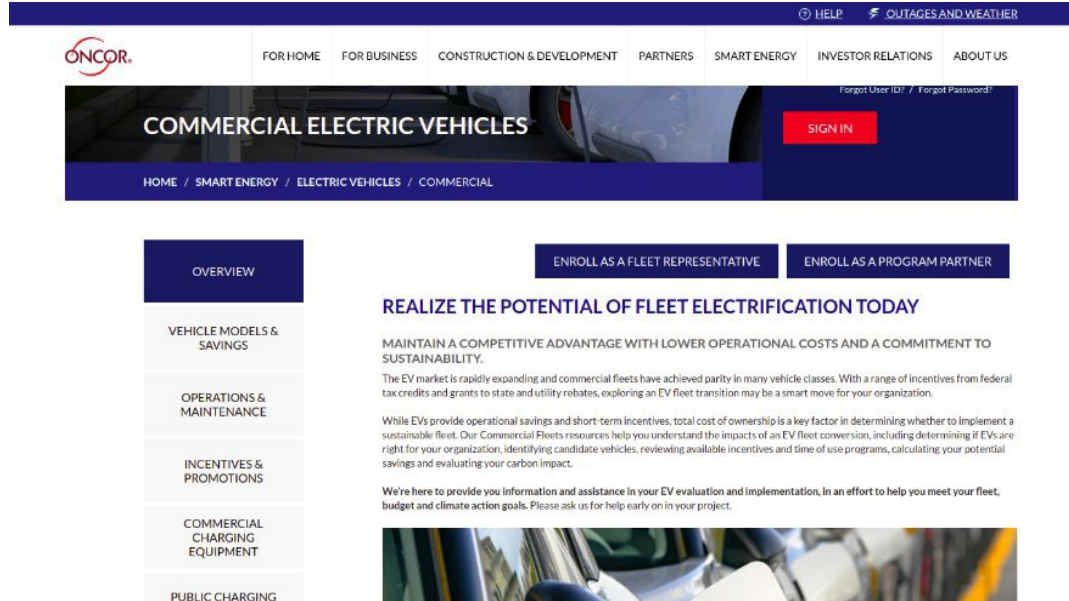 HELP
OUTAGES AND WEATHER
ONCOR.
FOR HOME
FOR BUSINESS
CONSTRUCTION & DEVELOPMENT
PARTNERS
SMART ENERGY
INVESTOR RELATIONS
ABOUT US
Forgot User ID? / Forgot Password?
COMMERCIAL ELECTRIC VEHICLES
SIGN IN
HOME / SMART ENERGY / ELECTRIC VEHICLES / COMMERCIAL
OVERVIEW
VEHICLE MODELS &
SAVINGS
OPERATIONS &
MAINTENANCE
INCENTIVES &
PROMOTIONS
COMMERCIAL
CHARGING
EQUIPMENT
PUBLIC CHARGING
ENROLL AS A FLEET REPRESENTATIVE
ENROLL AS A PROGRAM PARTNER
REALIZE THE POTENTIAL OF FLEET ELECTRIFICATION TODAY
MAINTAIN A COMPETITIVE ADVANTAGE WITH LOWER OPERATIONAL COSTS AND A COMMITMENT TO
SUSTAINABILITY.
The EV market is rapidly expanding and commercial fleets have achieved parity in many vehicle classes. With a range of incentives from federal
tax credits and grants to state and utility rebates, exploring an EV fleet transition may be a smart move for your organization.
While EVs provide operational savings and short-term incentives, total cost of ownership is a key factor in determining whether to implement a
sustainable fleet. Our Commercial Fleets resources help you understand the impacts of an EV fleet conversion, including determining if EVs are
right for your organization, identifying candidate vehicles, reviewing available incentives and time of use programs, calculating your potential
savings and evaluating your carbon impact.
We're here to provide you information and assistance in your EV evaluation and implementation, in an effort to help you meet your fleet,
budget and climate action goals. Please ask us for help early on in your project.